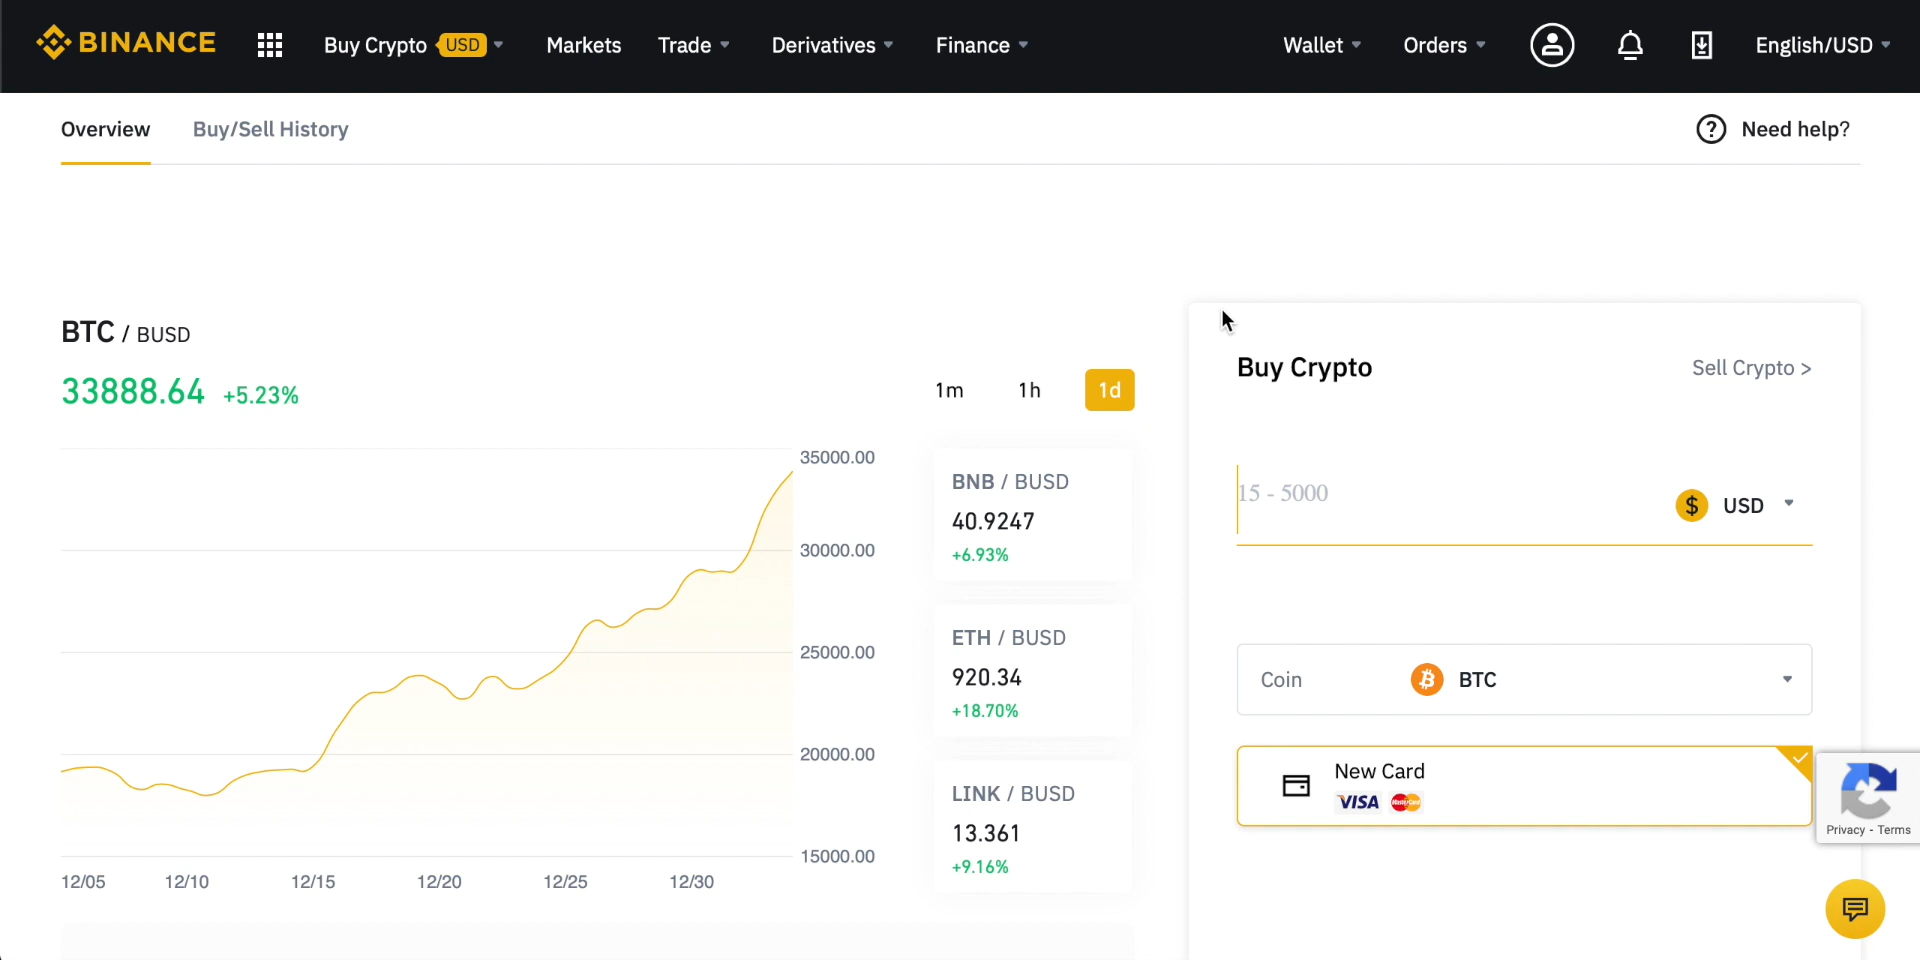 BINANCE
Buy Crypto USD
Markets
Trade
Derivatives
Finance
Wallet
Orders
English/USD
Overview
Buy/Sell History
Need help?
BTC / BUSD
33888.64 +5.23%
1m
1h
1d
35000.00
30000.00
25000.00
20000.00
15000.00
12/05
12/10
12/15
12/20
12/25
12/30
BNB / BUSD
40.9247
+6.93%
ETH / BUSD
920.34
+18.70%
LINK / BUSD
13.361
+9.16%
Buy Crypto
Sell Crypto >
15 - 5000
$ USD
Coin
BTC
New Card
VISA MasterCard
Privacy - Terms